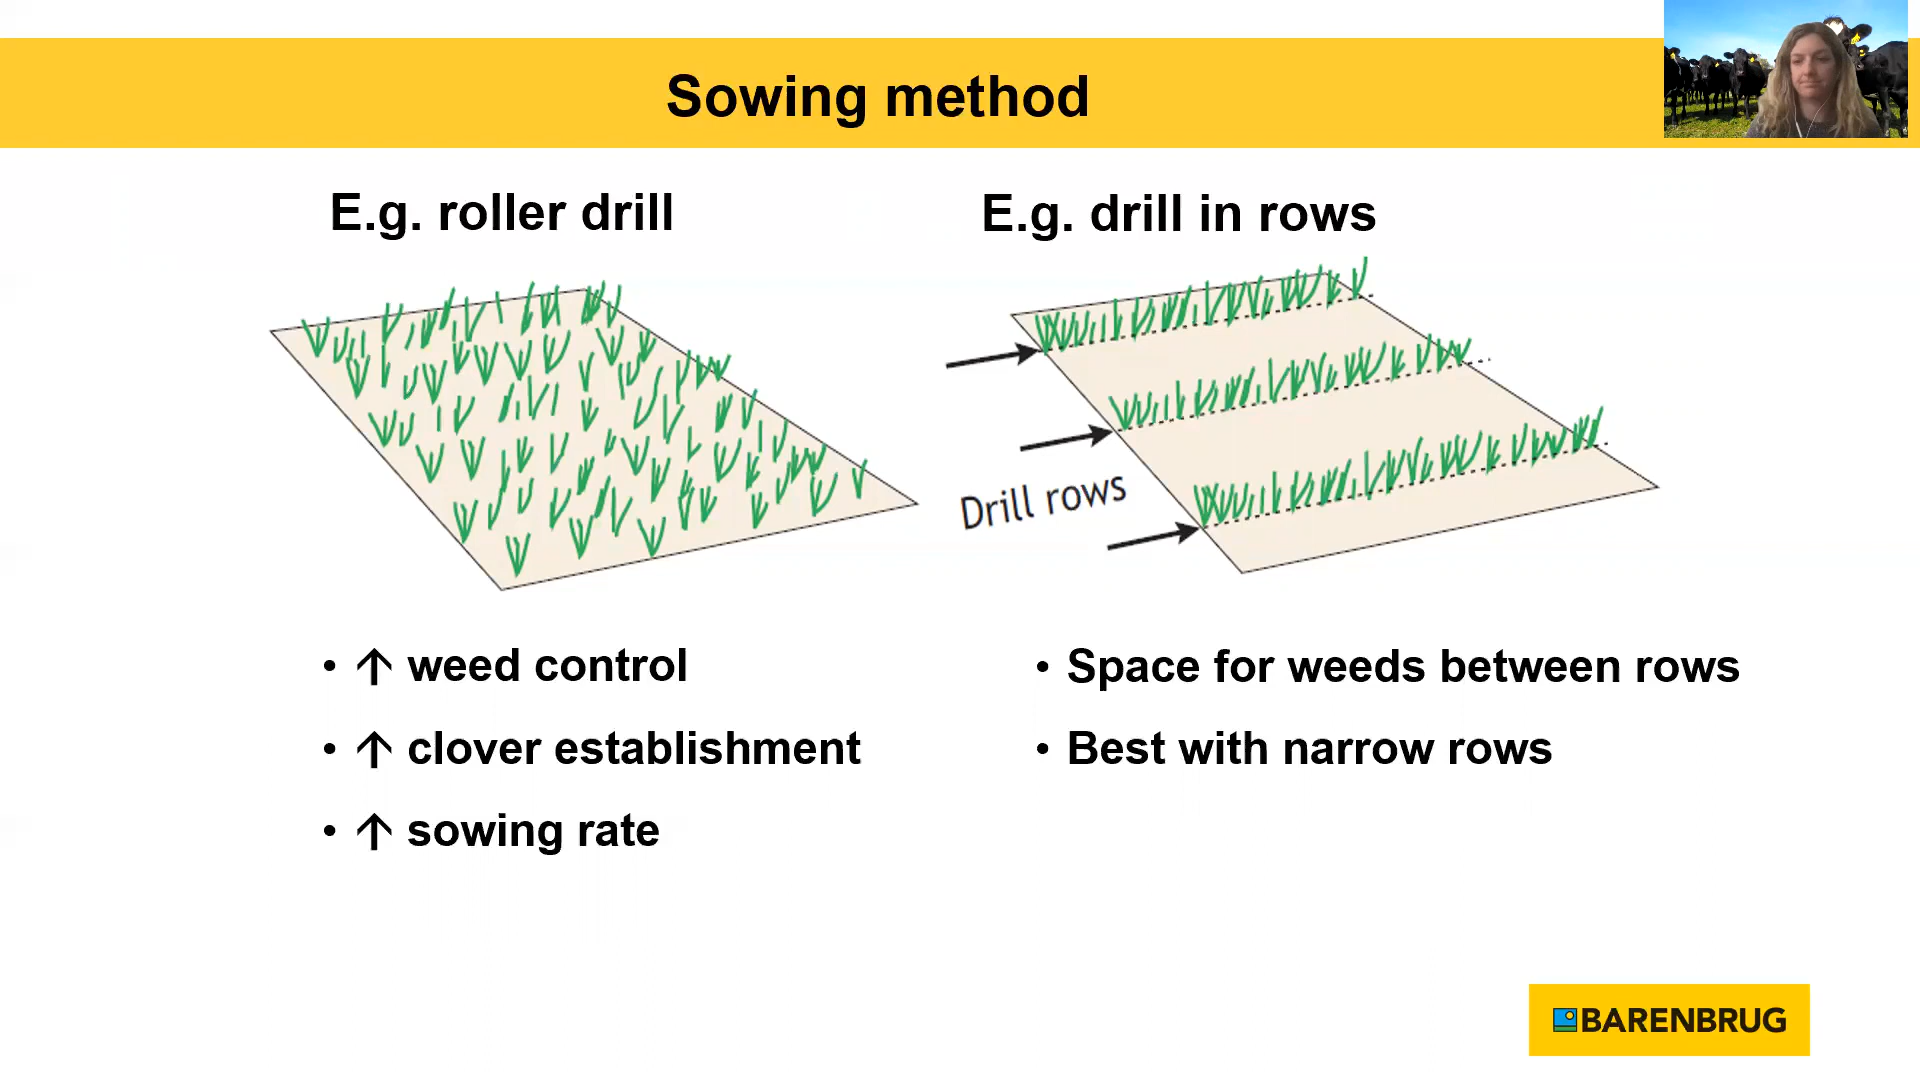 Sowing method
E.g. roller drill
E.g. drill in rows
Drill rows
• ↑ weed control
• ↑ clover establishment
• ↑ sowing rate
• Space for weeds between rows
• Best with narrow rows
BARENBRUG